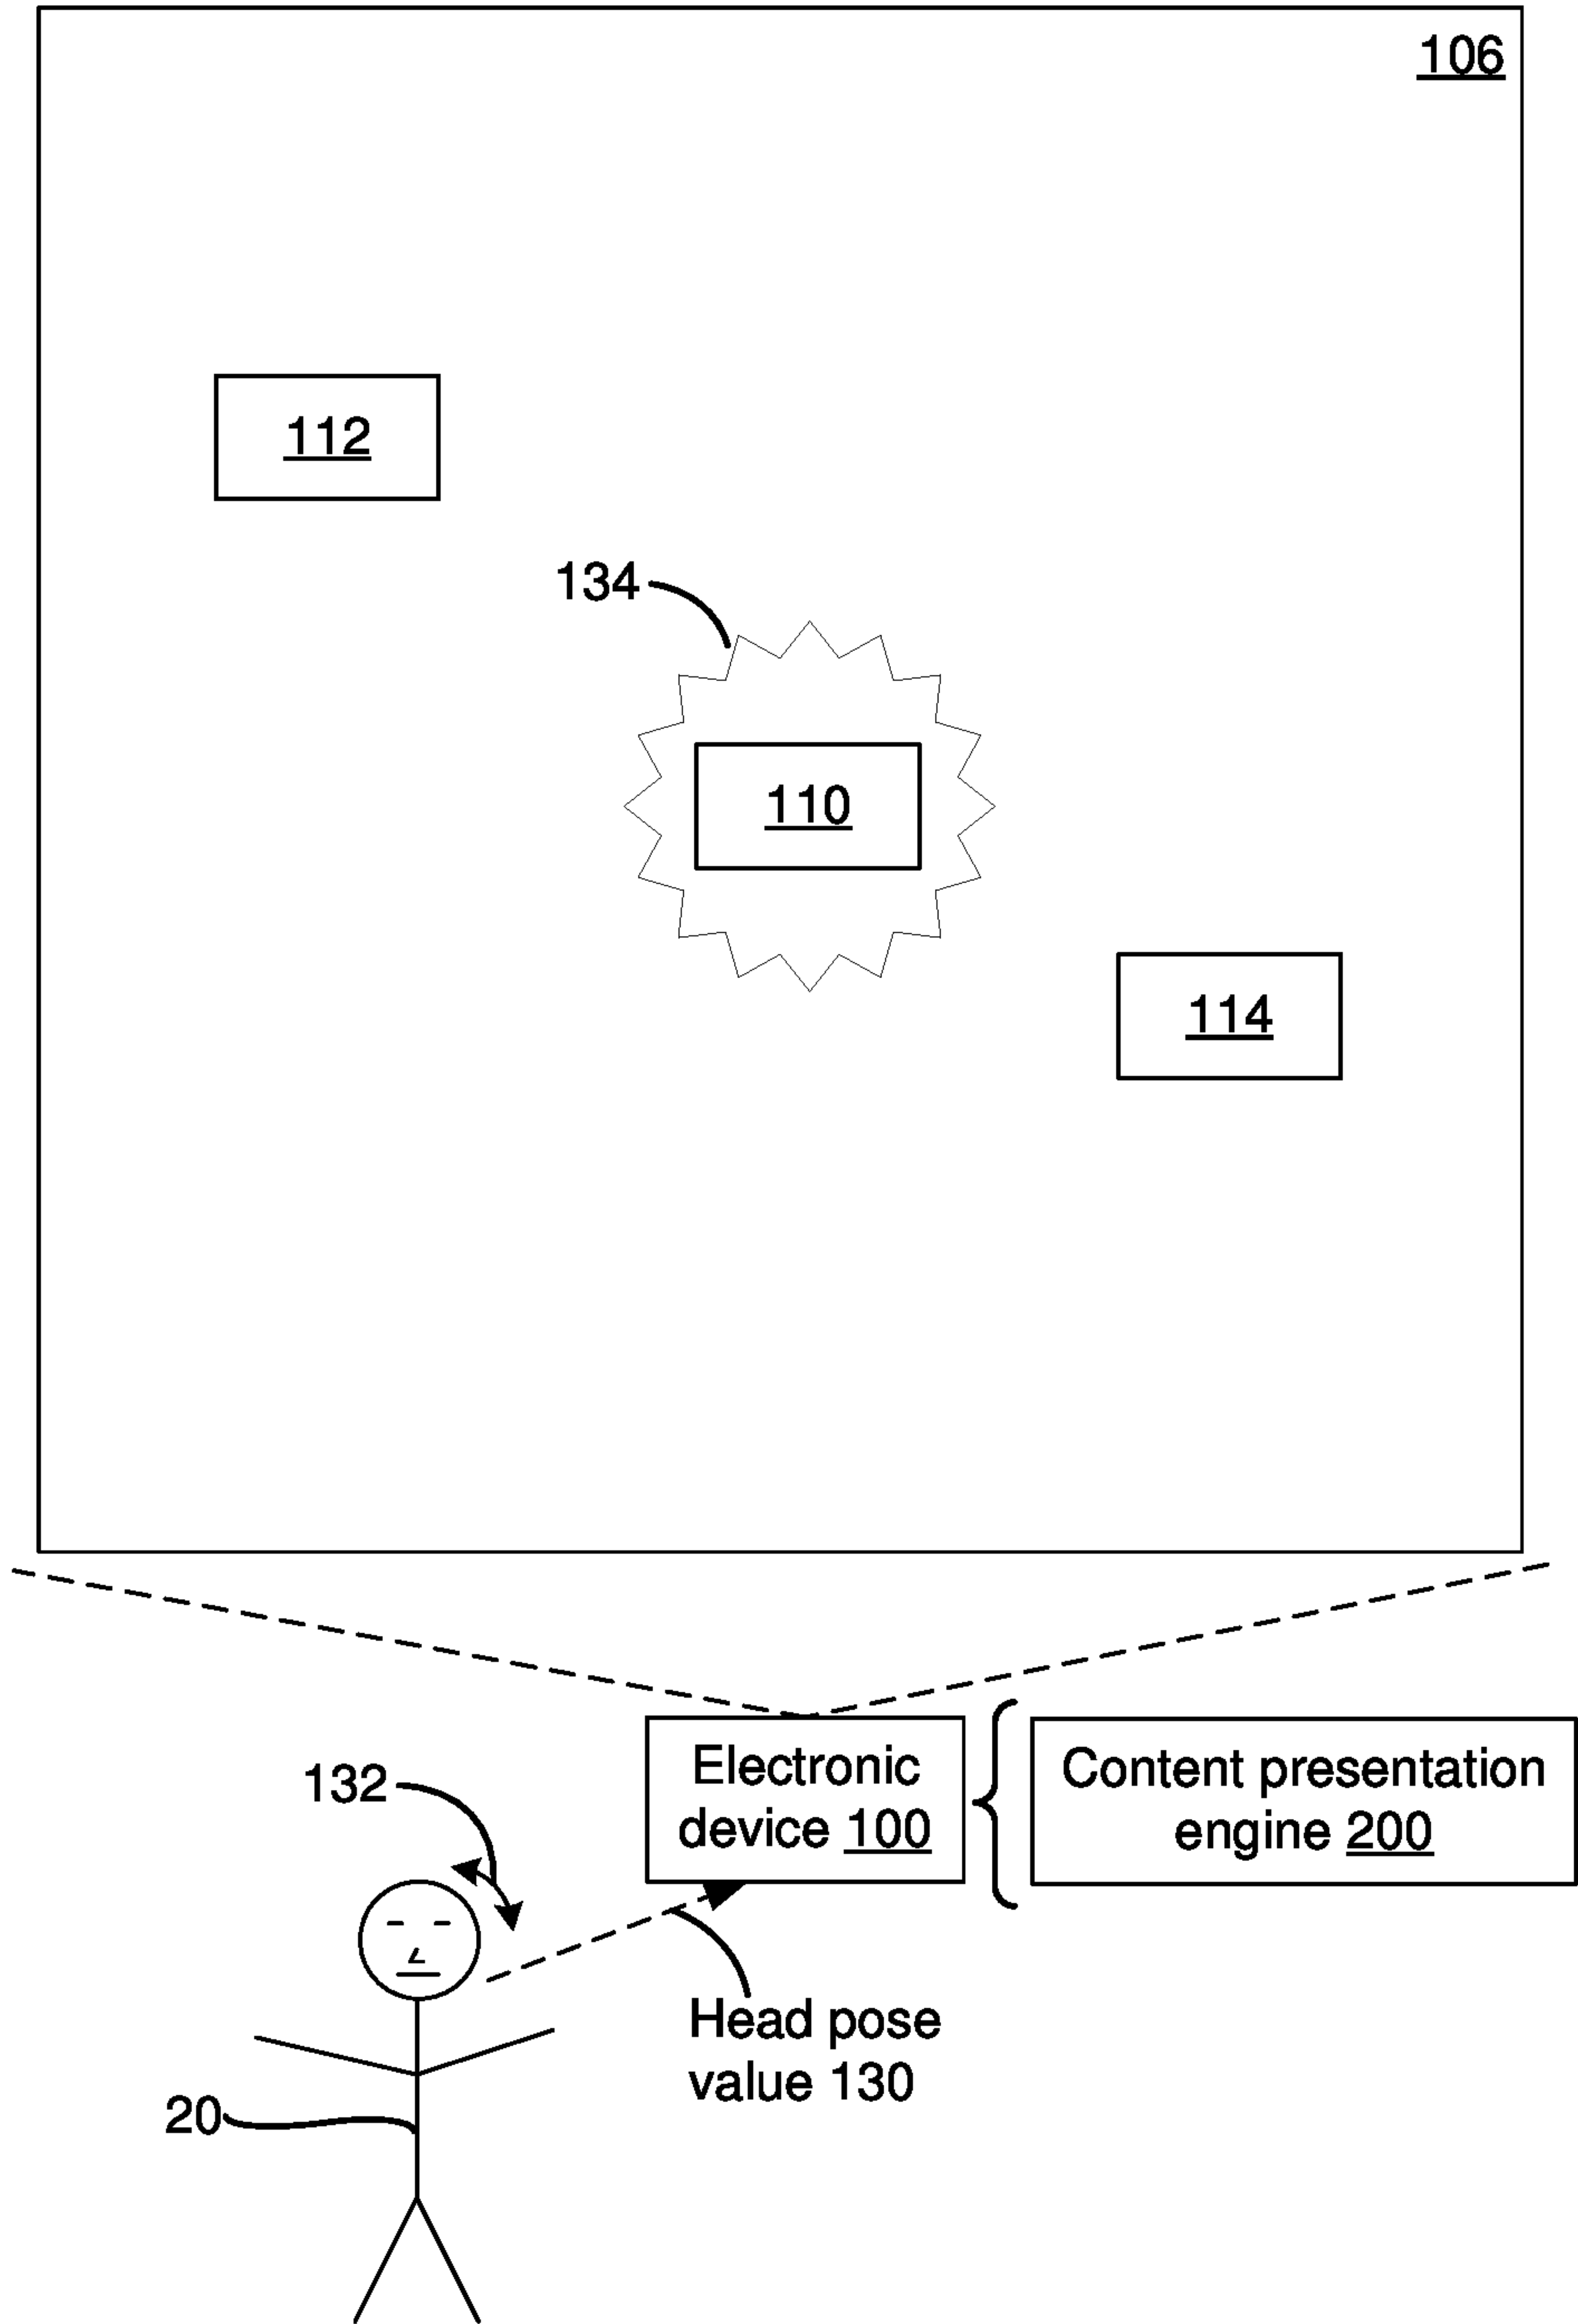 106
112
134
110
114
Electronic
device 100
Content presentation
engine 200
132
Head pose
value 130
20